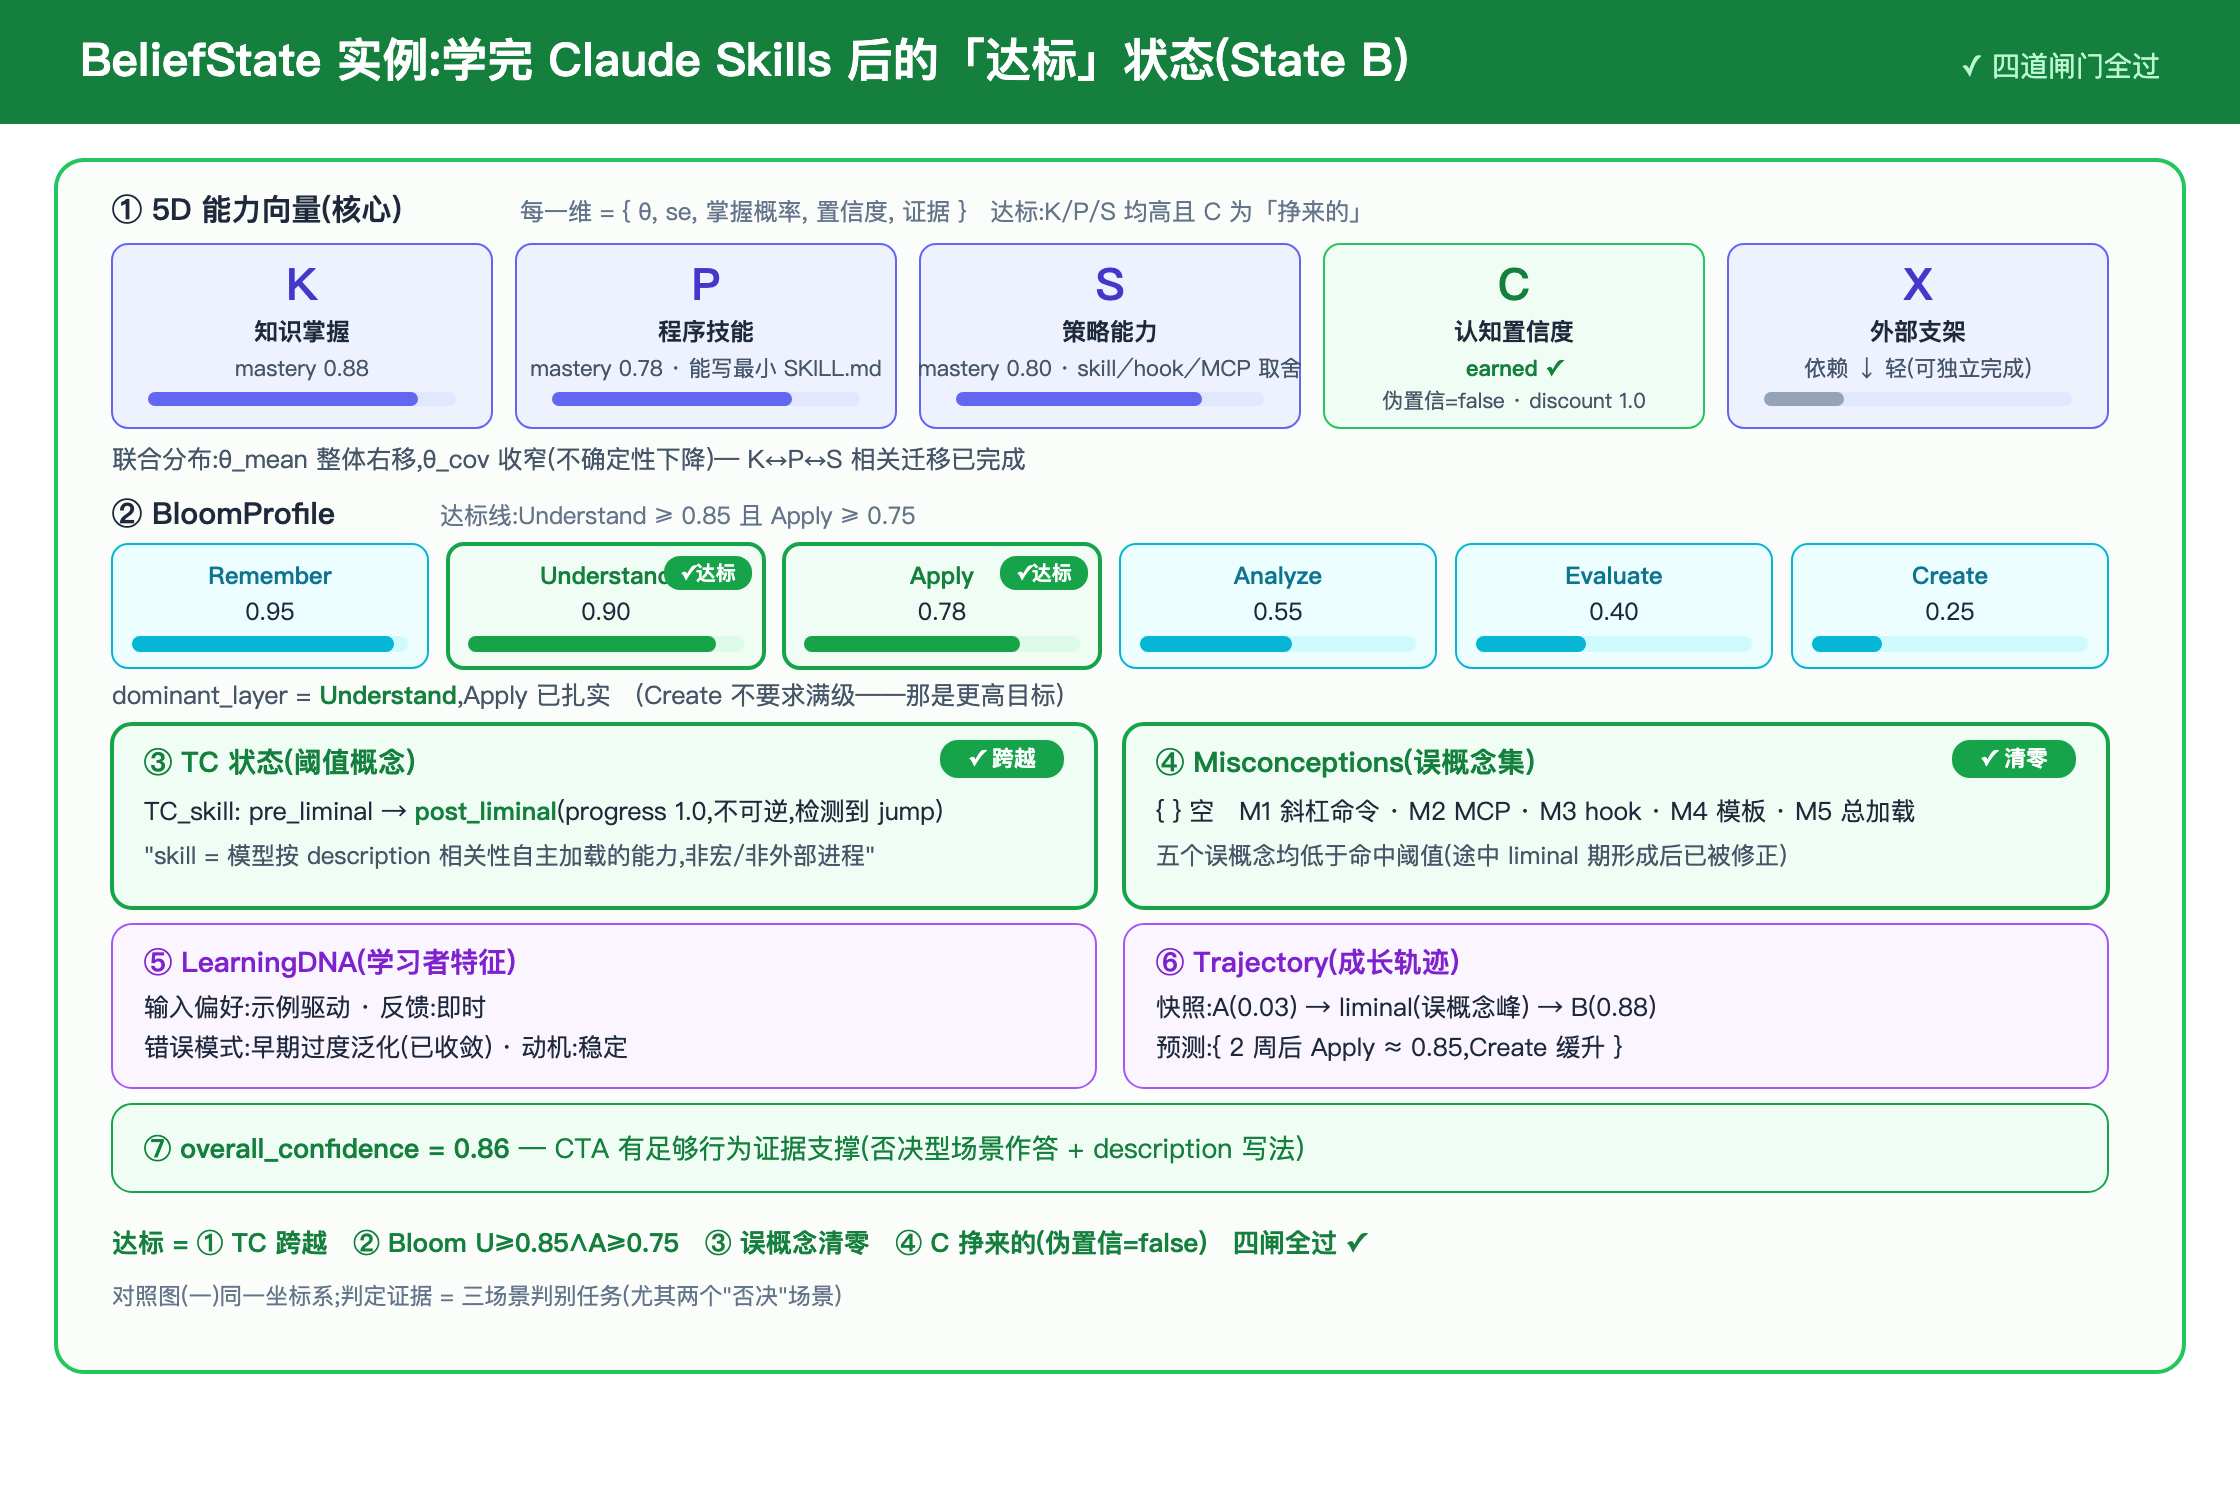 BeliefState 实例:学完 Claude Skills 后的「达标」状态(State B)
✓ 四道闸门全过
① 5D 能力向量(核心)
每一维 = { θ, se, 掌握概率, 置信度, 证据 } 达标:K/P/S 均高且 C 为「挣来的」
K
知识掌握
mastery 0.88
P
程序技能
mastery 0.78 · 能写最小 SKILL.md
S
策略能力
mastery 0.80 · skill/hook/MCP 取舍
C
认知置信度
earned ✓
伪置信=false · discount 1.0
X
外部支架
依赖 ↓ 轻(可独立完成)
联合分布:θ_mean 整体右移,θ_cov 收窄(不确定性下降)— K↔P↔S 相关迁移已完成
② BloomProfile
达标线:Understand ≥ 0.85 且 Apply ≥ 0.75
Remember
0.95
Understand
✓达标
0.90
Apply
✓达标
0.78
Analyze
0.55
Evaluate
0.40
Create
0.25
dominant_layer = Understand,Apply 已扎实 (Create 不要求满级——那是更高目标)
③ TC 状态(阈值概念)
✓ 跨越
TC_skill: pre_liminal → post_liminal(progress 1.0,不可逆,检测到 jump)
"skill = 模型按 description 相关性自主加载的能力,非宏/非外部进程"
④ Misconceptions(误概念集)
✓ 清零
{ } 空 M1 斜杠命令 · M2 MCP · M3 hook · M4 模板 · M5 总加载
五个误概念均低于命中阈值(途中 liminal 期形成后已被修正)
⑤ LearningDNA(学习者特征)
输入偏好:示例驱动 · 反馈:即时
错误模式:早期过度泛化(已收敛) · 动机:稳定
⑥ Trajectory(成长轨迹)
快照:A(0.03) → liminal(误概念峰) → B(0.88)
预测:{ 2 周后 Apply ≈ 0.85,Create 缓升 }
⑦ overall_confidence = 0.86 — CTA 有足够行为证据支撑(否决型场景作答 + description 写法)
达标 = ① TC 跨越 ② Bloom U≥0.85∧A≥0.75 ③ 误概念清零 ④ C 挣来的(伪置信=false) 四闸全过 ✓
对照图(一)同一坐标系;判定证据 = 三场景判别任务(尤其两个"否决"场景)